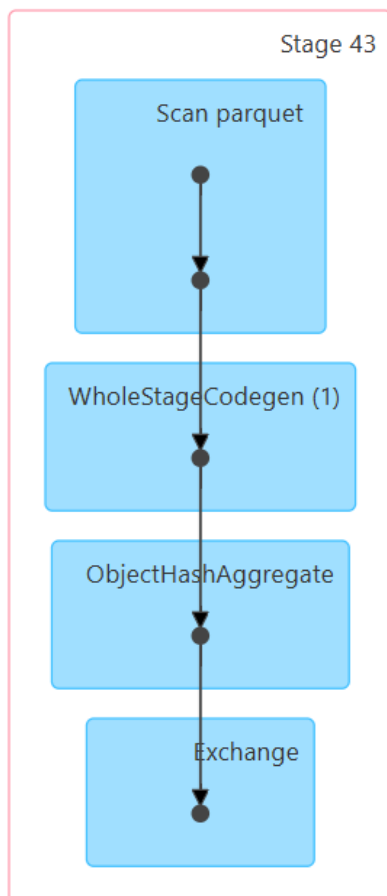 Stage 43
Scan parquet
WholeStageCodegen (1)
ObjectHashAggregate
Exchange